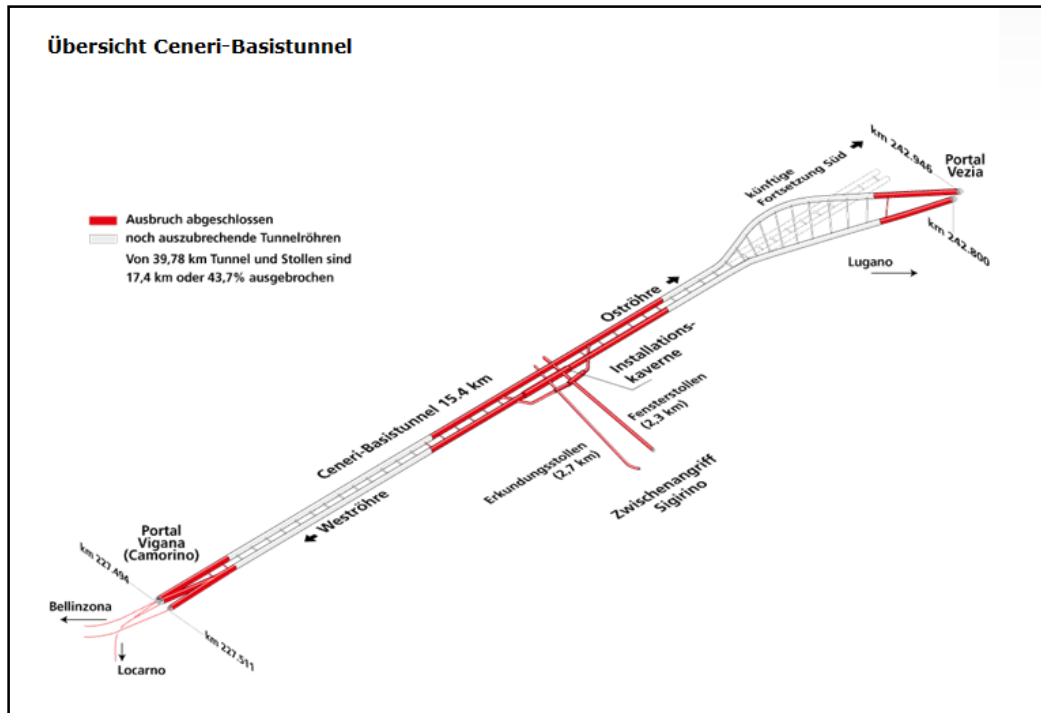 Übersicht Ceneri-Basistunnel
Ausbruch abgeschlossen
noch auszubrechende Tunnelröhren
Von 39,78 km Tunnel und Stollen sind
17,4 km oder 43,7% ausgebrochen
km 242.946
Portal
Vezia
künftige
Fortsetzung Süd
km 242.800
Lugano
Oströhre
Installations-
kaverne
Ceneri-Basistunnel 15.4 km
Fensterstollen
(2,3 km)
Erkundungsstollen
(2,7 km)
Zwischenangriff
Sigirino
Weströhre
Portal
Vigana
(Camorino)
km 227.494
Bellinzona
km 227.511
Locarno